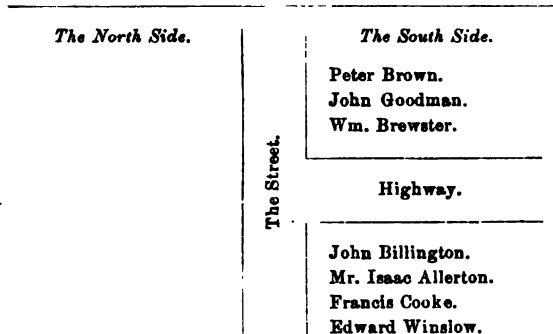 The North Side.
The South Side.
Peter Brown.
John Goodman.
Wm. Brewster.
The Street.
Highway.
John Billington.
Mr. Isaac Allerton.
Francis Cooke.
Edward Winslow.